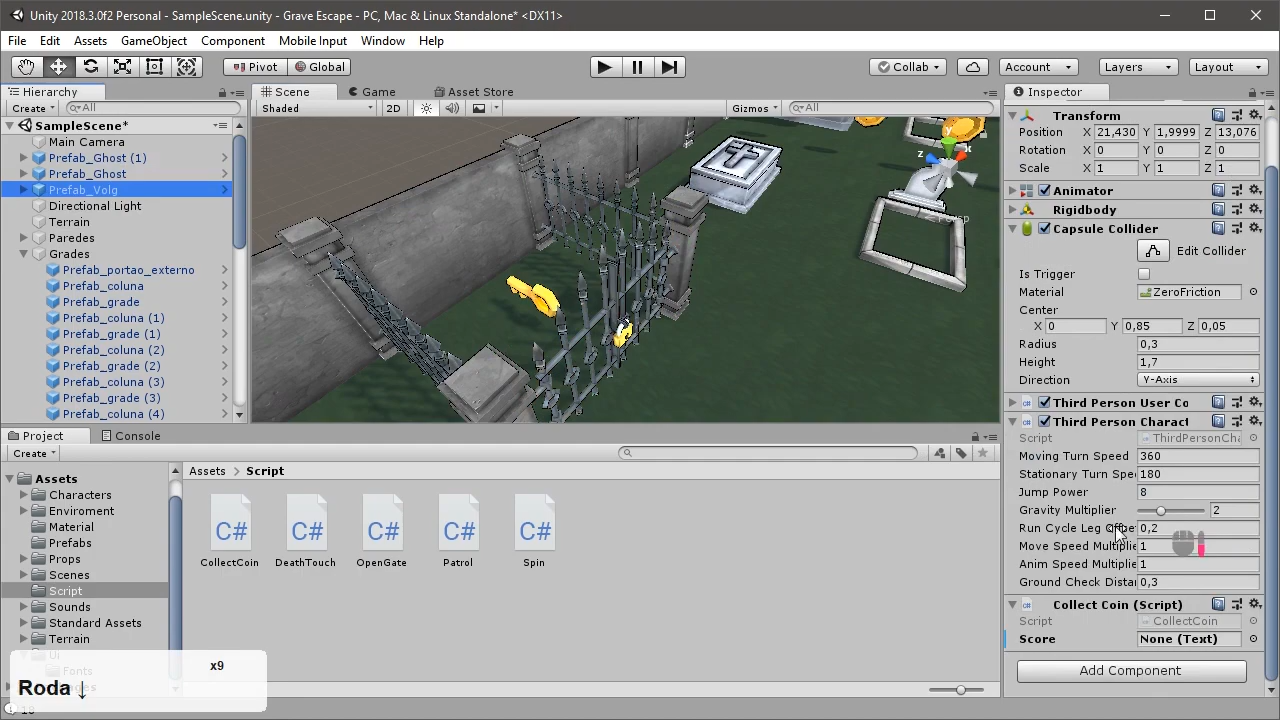 Unity 2018.3.0f2 Personal - SampleScene.unity - Grave Escape - PC, Mac & Linux Standalone* <DX11>
File Edit Assets GameObject Component Mobile Input Window Help
Pivot Global Collab Account Layers Layout
Hierarchy Scene Game Asset Store Inspector
Create All Shaded 2D Gizmos All
SampleScene*
Main Camera
Prefab_Ghost (1)
Prefab_Ghost
Prefab_Volg
Directional Light
Terrain
Paredes
Grades
Prefab_portao_externo
Prefab_coluna
Prefab_grade
Prefab_coluna (1)
Prefab_grade (1)
Prefab_coluna (2)
Prefab_grade (2)
Prefab_coluna (3)
Prefab_grade (3)
Prefab_coluna (4)
y
z x
Persp
Transform
Position X 21,430 Y 1,9999 Z 13,076
Rotation X 0 Y 0 Z 0
Scale X 1 Y 1 Z 1
Animator
Rigidbody
Capsule Collider
Edit Collider
Is Trigger
Material ZeroFriction
Center
X 0 Y 0,85 Z 0,05
Radius 0,3
Height 1,7
Direction Y-Axis
Third Person User Co
Third Person Charact
Script ThirdPersonCha
Moving Turn Speed 360
Stationary Turn Spee 180
Jump Power 8
Gravity Multiplier 2
Run Cycle Leg Offset 0,2
Move Speed Multiplie 1
Anim Speed Multiplie 1
Ground Check Distan 0,3
Collect Coin (Script)
Script CollectCoin
Score None (Text)
Add Component
Project Console
Create
Assets
Characters
Enviroment
Material
Prefabs
Props
Scenes
Script
Sounds
Standard Assets
Terrain
Ui
Fonts
Assets > Script
C# C# C# C# C#
CollectCoin DeathTouch OpenGate Patrol Spin
x9
Roda ↓